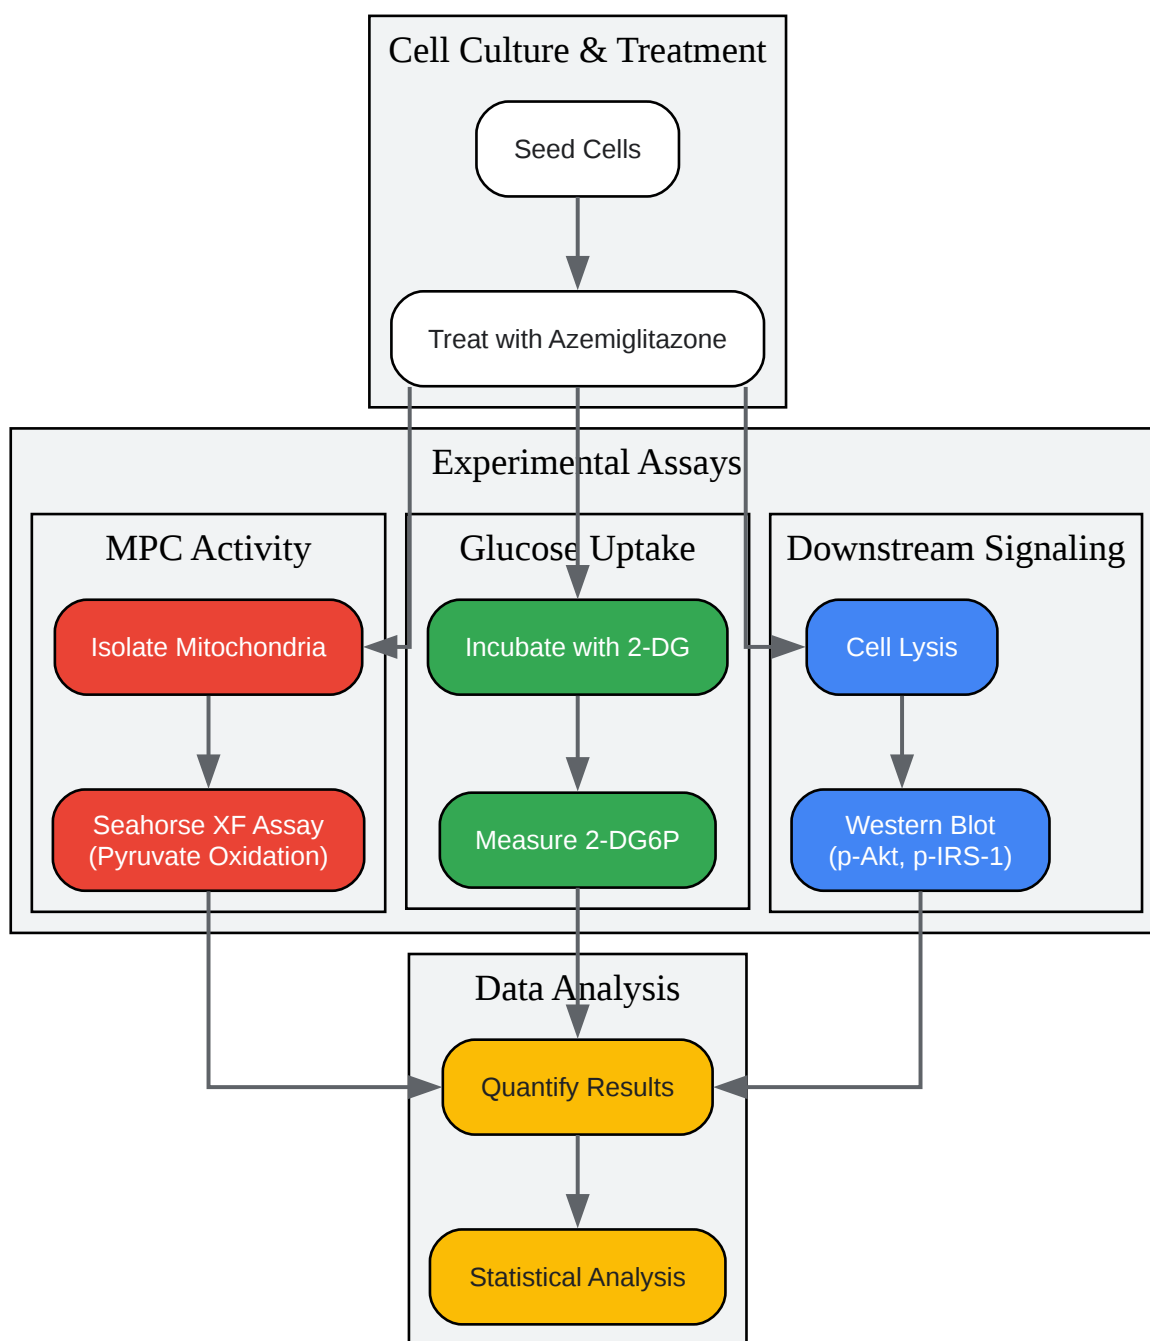 Cell Culture & Treatment
Seed Cells
Treat with Azemiglitazone
Experimental Assays
MPC Activity
Isolate Mitochondria
Seahorse XF Assay
(Pyruvate Oxidation)
Glucose Uptake
Incubate with 2-DG
Measure 2-DG6P
Downstream Signaling
Cell Lysis
Western Blot
(p-Akt, p-IRS-1)
Data Analysis
Quantify Results
Statistical Analysis